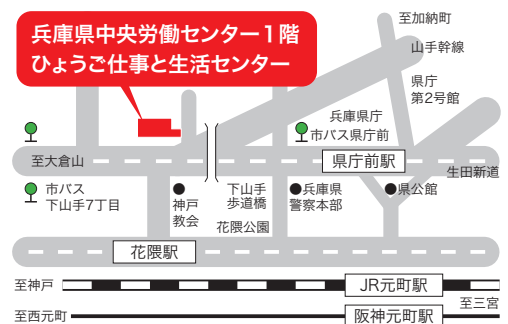 兵庫県中央労働センター1階
ひょうご仕事と生活センター
至加納町
山手幹線
県庁
第2号館
兵庫県庁
市バス県庁前
至大倉山
県庁前駅
生田新道
市バス
下山手7丁目
神戸
教会
下山手
歩道橋
花隈公園
兵庫県
警察本部
県公館
花隈駅
至神戸
JR元町駅
至三宮
至西元町
阪神元町駅